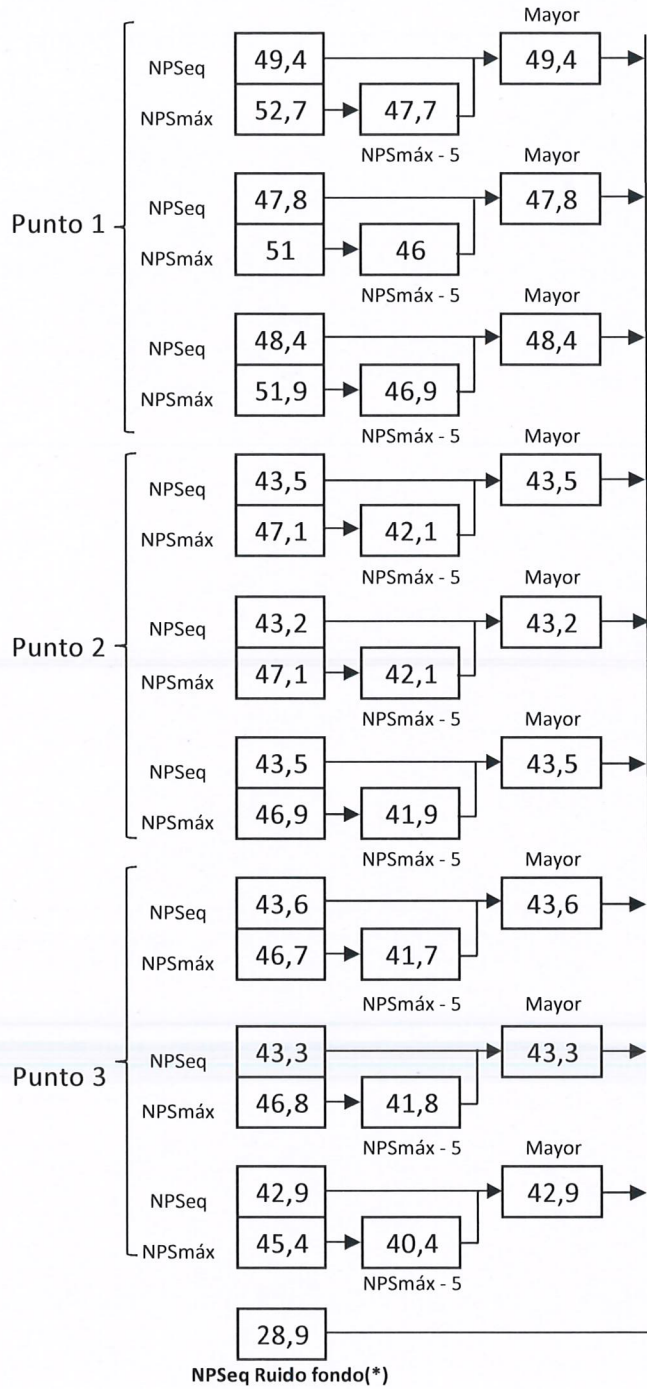 Mayor
NPSeq 49,4 49,4
NPSmáx 52,7 47,7
NPSmáx - 5
Mayor
NPSeq 47,8 47,8
Punto 1
NPSmáx 51 46
NPSmáx - 5
Mayor
NPSeq 48,4 48,4
NPSmáx 51,9 46,9
NPSmáx - 5
Mayor
NPSeq 43,5 43,5
NPSmáx 47,1 42,1
NPSmáx - 5
Mayor
NPSeq 43,2 43,2
Punto 2
NPSmáx 47,1 42,1
NPSmáx - 5
Mayor
NPSeq 43,5 43,5
NPSmáx 46,9 41,9
NPSmáx - 5
Mayor
NPSeq 43,6 43,6
NPSmáx 46,7 41,7
NPSmáx - 5
Mayor
NPSeq 43,3 43,3
Punto 3
NPSmáx 46,8 41,8
NPSmáx - 5
Mayor
NPSeq 42,9 42,9
NPSmáx 45,4 40,4
NPSmáx - 5
28,9
NPSeq Ruido fondo(*)